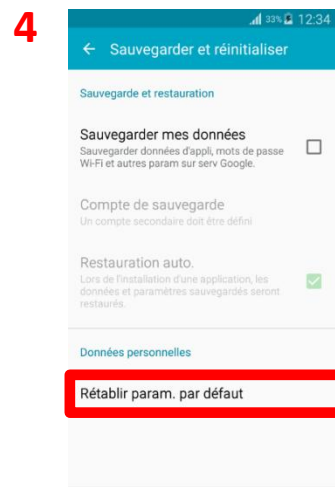 4
33% 12:34
Sauvegarder et réinitialiser
Sauvegarde et restauration
Sauvegarder mes données
Sauvegarder données d'appli, mots de passe
Wi-Fi et autres param sur serv Google.
Compte de sauvegarde
Un compte secondaire doit être défini
Restauration auto.
Lors de l'installation d'une application, les
données et paramètres sauvegardés seront
restaurés.
Données personnelles
Rétablir param. par défaut